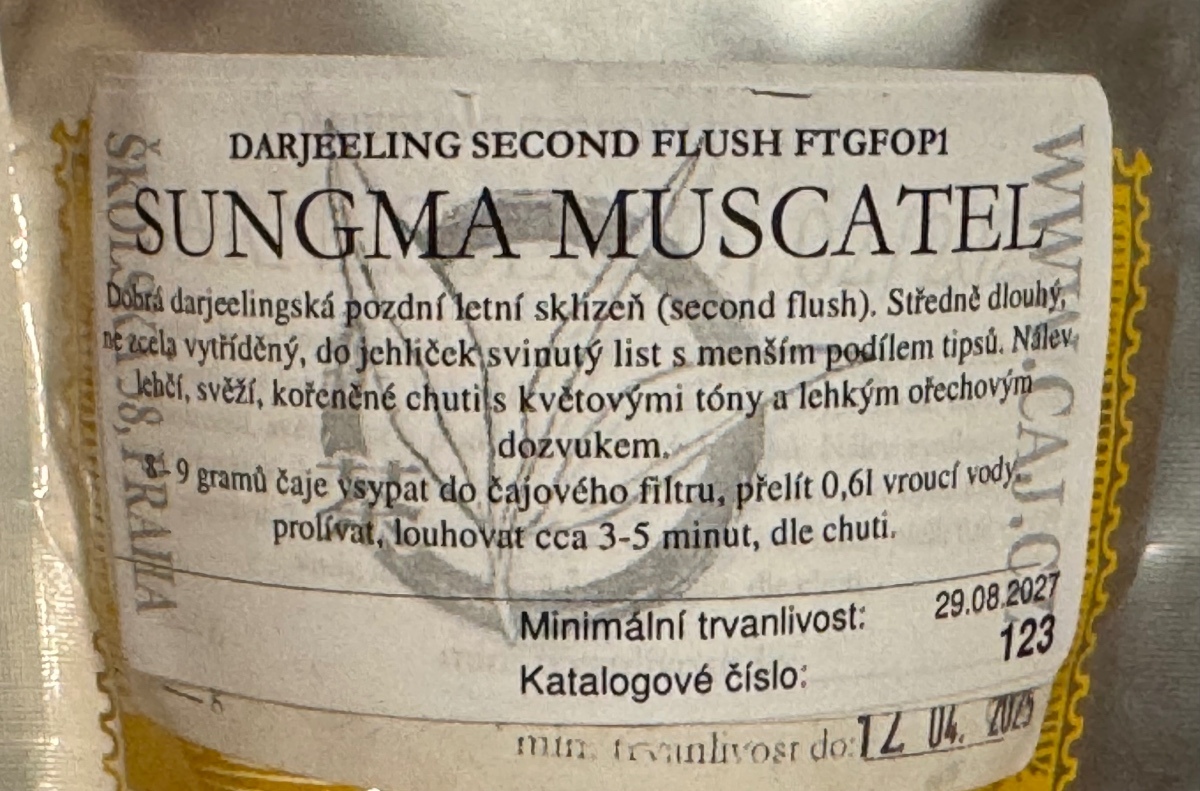 DARJEELING SECOND FLUSH FTGFOP1
SUNGMA MUSCATEL
Dobrá darjeelingská pozdní letní sklizeň (second flush). Středně dlouhý,
ne zcela vytříděný, do jehliček svinutý list s menším podílem tipsů. Nálev
lehčí, svěží, kořeněné chuti s květovými tóny a lehkým ořechovým
dozvukem.
8- 9 gramů čaje vsypat do čajového filtru, přelít 0,6l vroucí vody,
prolívat, louhovat cca 3-5 minut, dle chuti.
Minimální trvanlivost: 29.08.2027
Katalogové číslo: 123
min. trvanlivost do: 04.
PRAHA